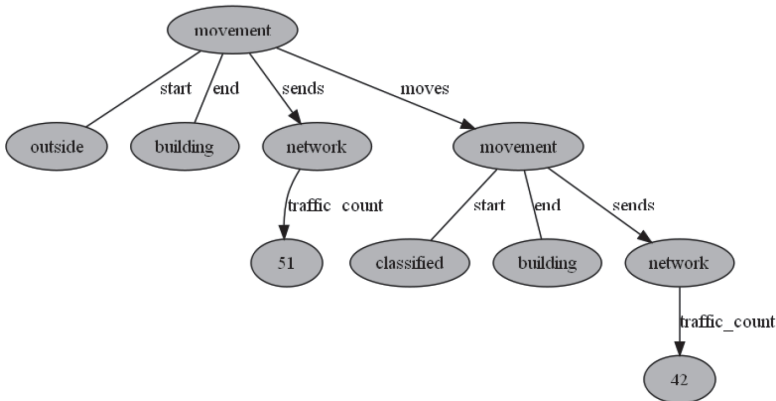 movement
start end sends moves
outside building network movement
traffic count start end sends
51 classified building network
traffic_count
42